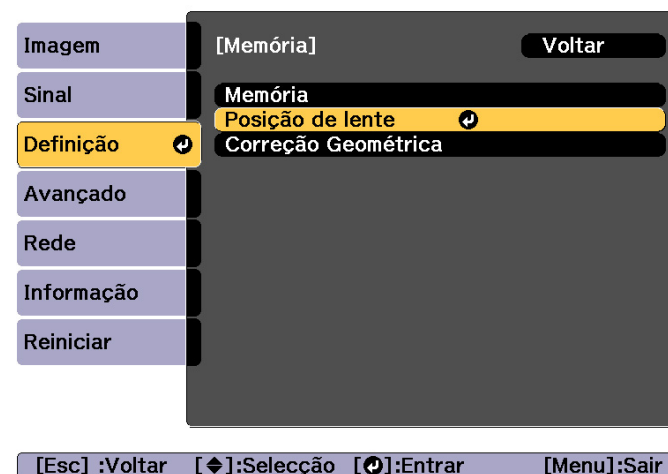 Imagem
Sinal
Definição
Avançado
Rede
Informação
Reiniciar
[Memória] Voltar
Memória
Posição de lente
Correção Geométrica
[Esc] :Voltar [◆]:Selecção [↵]:Entrar [Menu]:Sair